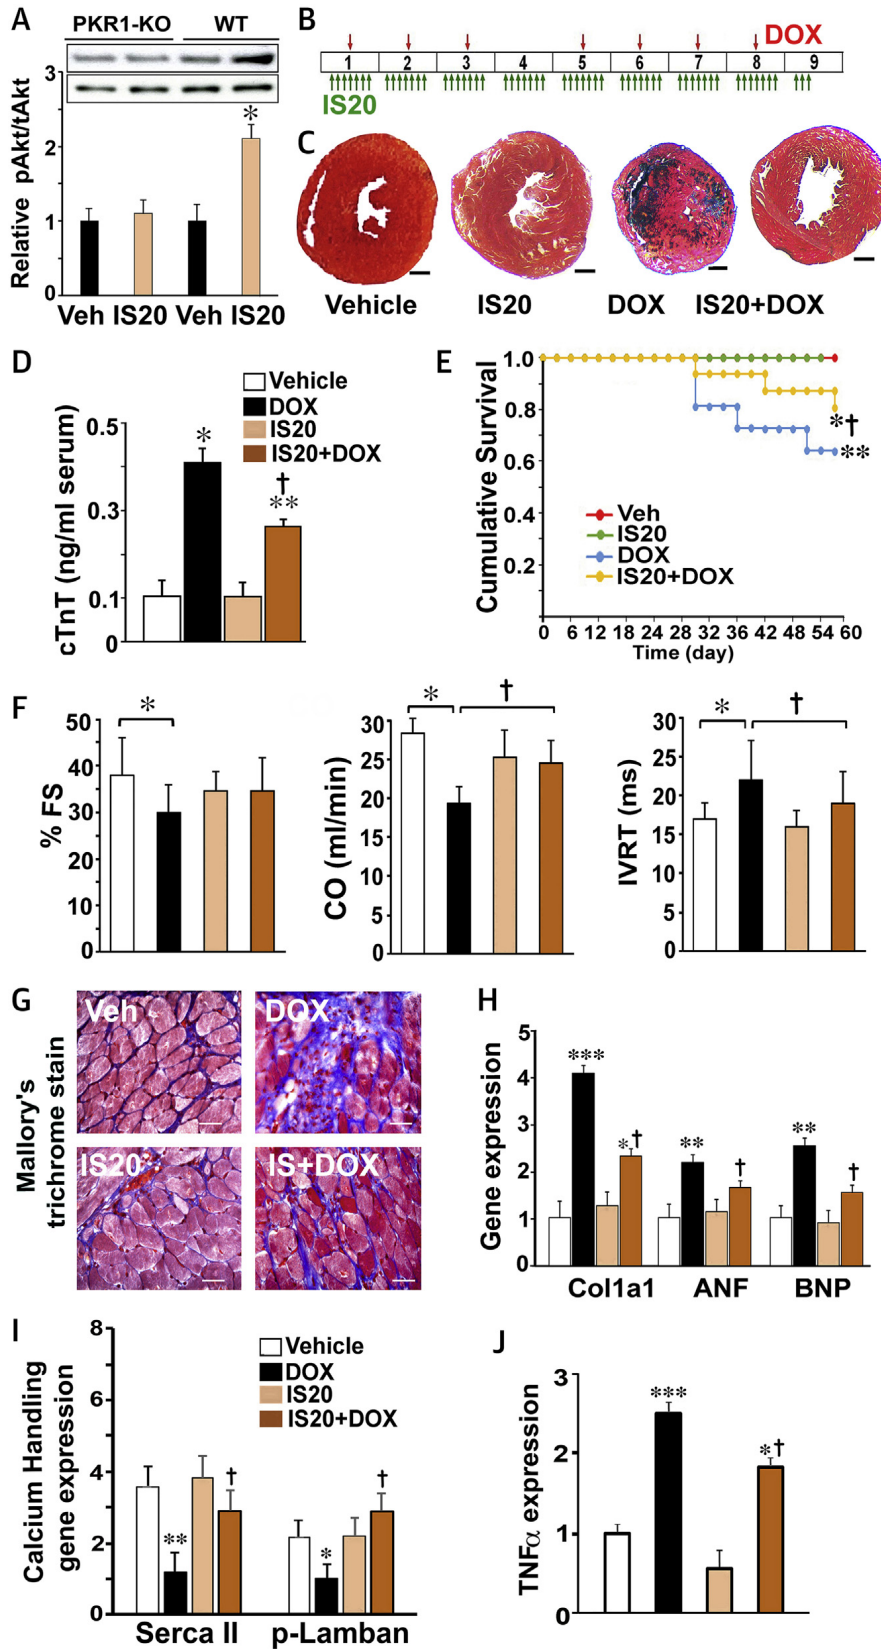 A
PKR1-KO WT
Relative pAkt/tAkt
3
2
1
0
*
Veh IS20 Veh IS20
B
DOX
1 2 3 4 5 6 7 8 9
IS20
C
Vehicle IS20 DOX IS20+DOX
D
Vehicle
DOX
IS20
IS20+DOX
cTnT (ng/ml serum)
0.5
0.3
0.1
0
*
†
**
E
Cumulative Survival
1.0
0.8
0.6
0.4
0.2
*†
**
Veh
IS20
DOX
IS20+DOX
0 6 12 18 24 30 32 36 42 48 54 60
Time (day)
F
% FS
50
40
30
40
30
20
10
0
*
CO (ml/min)
30
25
20
15
10
5
0
* †
IVRT (ms)
30
25
20
15
10
5
0
* †
G
Mallory's
trichrome stain
Veh DOX
IS20 IS+DOX
H
Gene expression
5
4
3
2
1
0
***
*†
**
†
**
†
Col1a1 ANF BNP
I
Calcium Handling
gene expression
8
6
4
2
0
Vehicle
DOX
IS20
IS20+DOX
**
†
*
†
Serca II p-Lamban
J
TNFα expression
3
2
1
0
***
*†